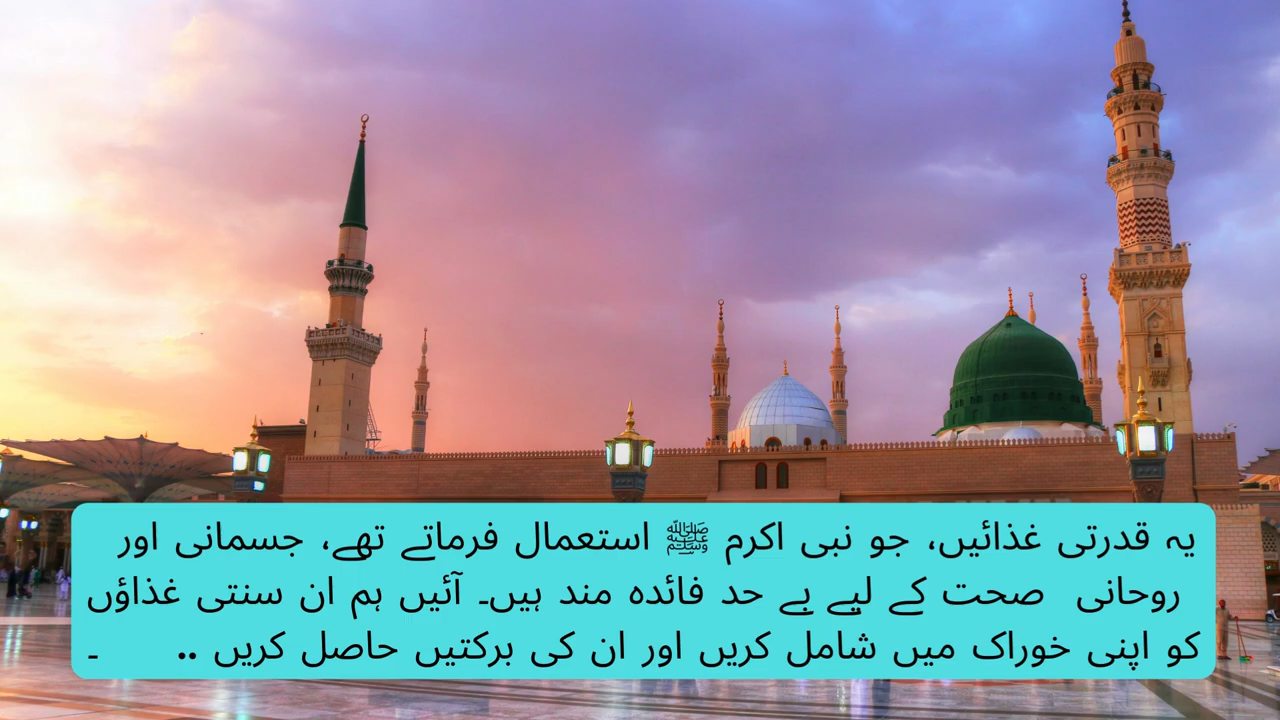 یہ قدرتی غذائیں، جو نبی اکرم ﷺ استعمال فرماتے تھے، جسمانی اور
روحانی صحت کے لیے بے حد فائدہ مند ہیں۔ آئیں ہم ان سنتی غذاؤں
کو اپنی خوراک میں شامل کریں اور ان کی برکتیں حاصل کریں .. ۔